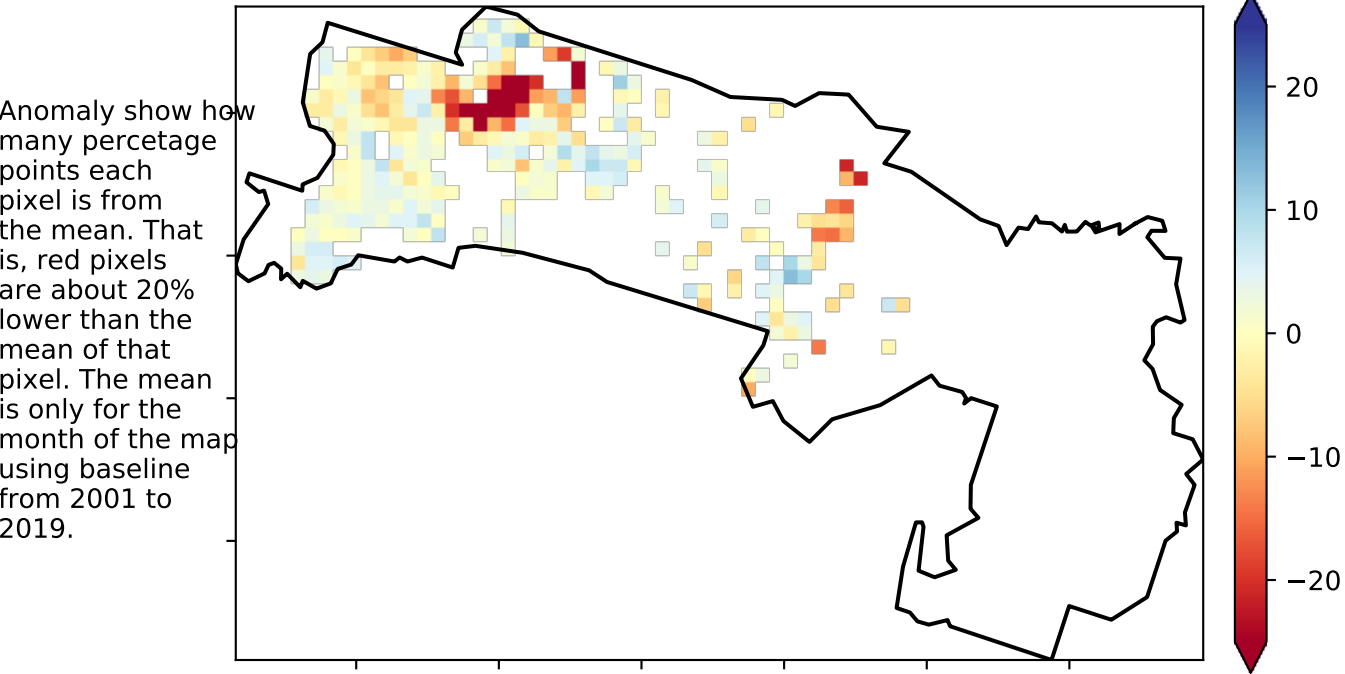 Anomaly show how
many percetage
points each
pixel is from
the mean. That
is, red pixels
are about 20%
lower than the
mean of that
pixel. The mean
is only for the
month of the map
using baseline
from 2001 to
2019.
20
10
0
−10
−20